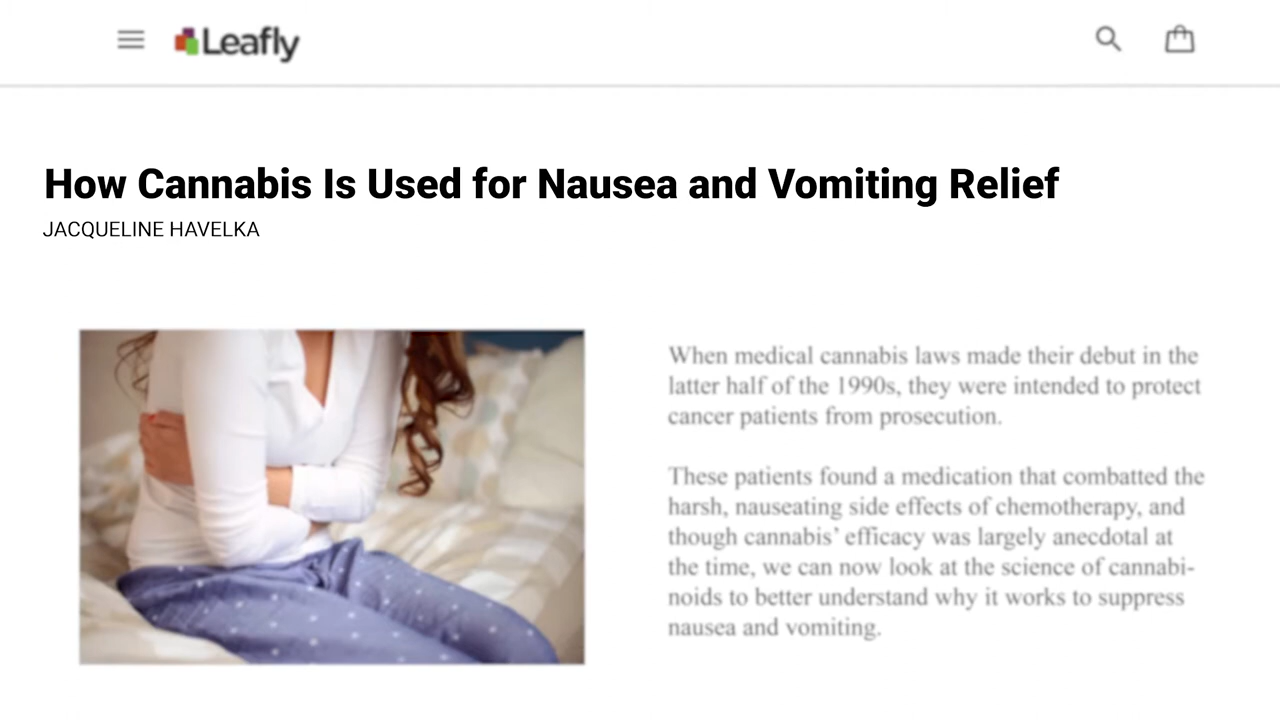 Leafly
How Cannabis Is Used for Nausea and Vomiting Relief
JACQUELINE HAVELKA
When medical cannabis laws made their debut in the
latter half of the 1990s, they were intended to protect
cancer patients from prosecution.
These patients found a medication that combatted the
harsh, nauseating side effects of chemotherapy, and
though cannabis’ efficacy was largely anecdotal at
the time, we can now look at the science of cannabi-
noids to better understand why it works to suppress
nausea and vomiting.